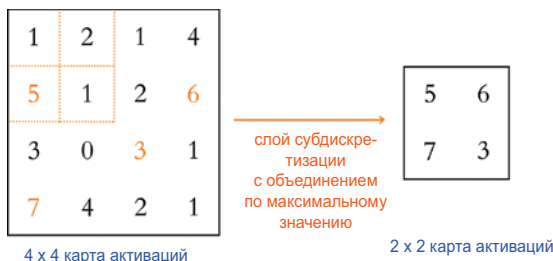 1 2 1 4
5 1 2 6
3 0 3 1
7 4 2 1
4 x 4 карта активаций
слой субдискре-
тизации
с объединением
по максимальному
значению
5 6
7 3
2 x 2 карта активаций